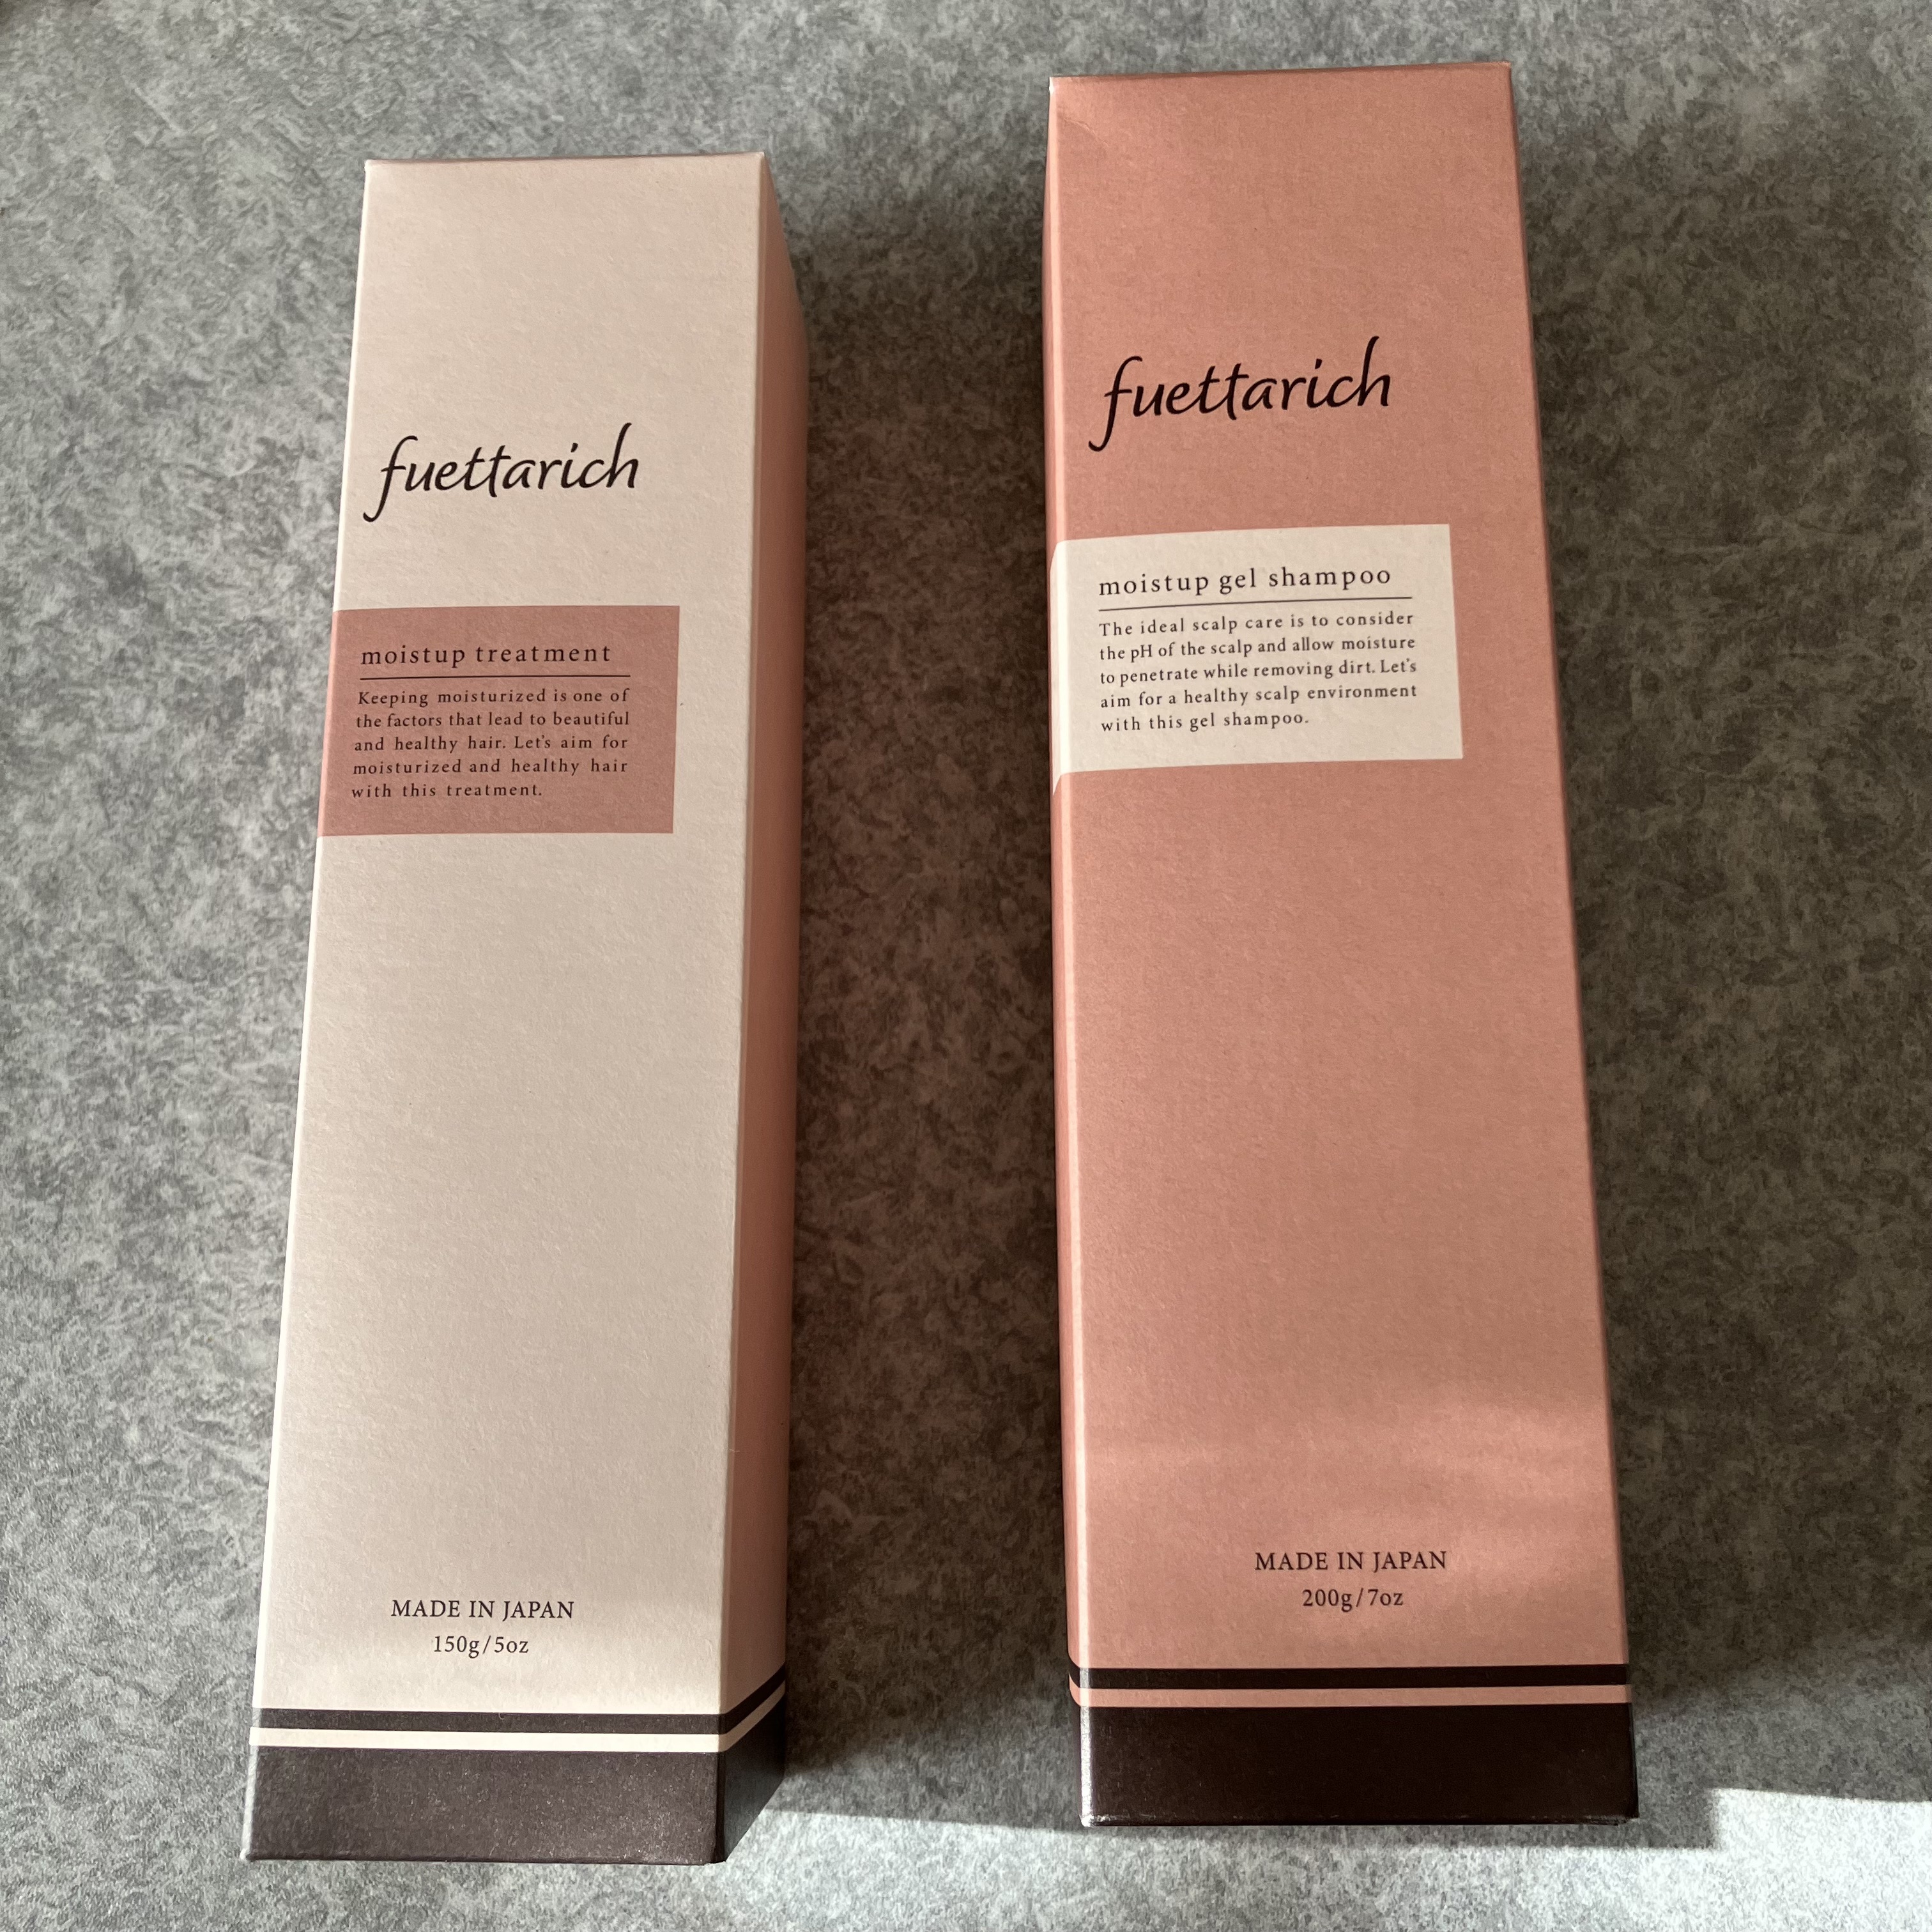 fuettarich
moistup treatment
Keeping moisturized is one of
the factors that lead to beautiful
and healthy hair. Let's aim for
moisturized and healthy hair
with this treatment.
MADE IN JAPAN
150g/5oz
fuettarich
moistup gel shampoo
The ideal scalp care is to consider
the pH of the scalp and allow moisture
to penetrate while removing dirt. Let's
aim for a healthy scalp environment
with this gel shampoo.
MADE IN JAPAN
200g/7oz